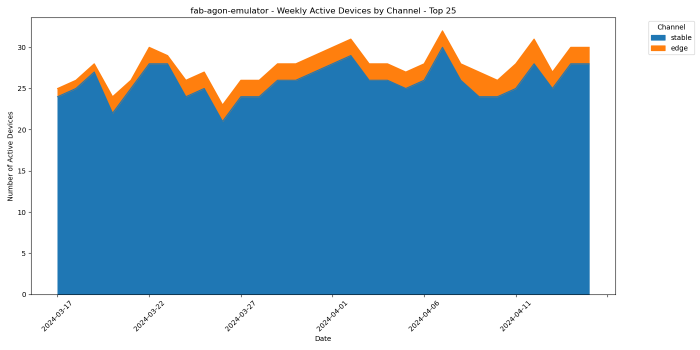 fab-agon-emulator - Weekly Active Devices by Channel - Top 25
Channel
stable
edge
Number of Active Devices
30
25
20
15
10
5
0
2024-03-17
2024-03-22
2024-03-27
2024-04-01
2024-04-06
2024-04-11
Date